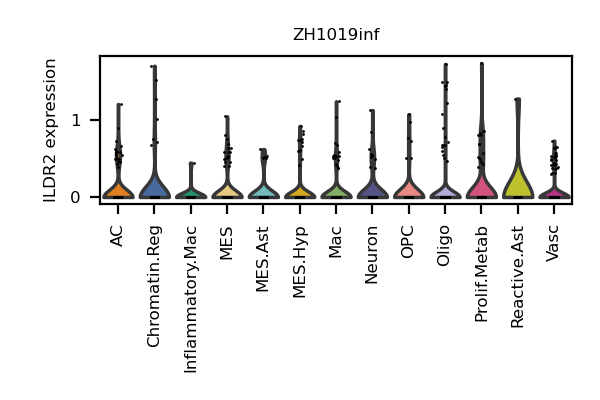 ZH1019inf
ILDR2 expression
1
0
AC
Chromatin.Reg
Inflammatory.Mac
MES
MES.Ast
MES.Hyp
Mac
Neuron
OPC
Oligo
Prolif.Metab
Reactive.Ast
Vasc